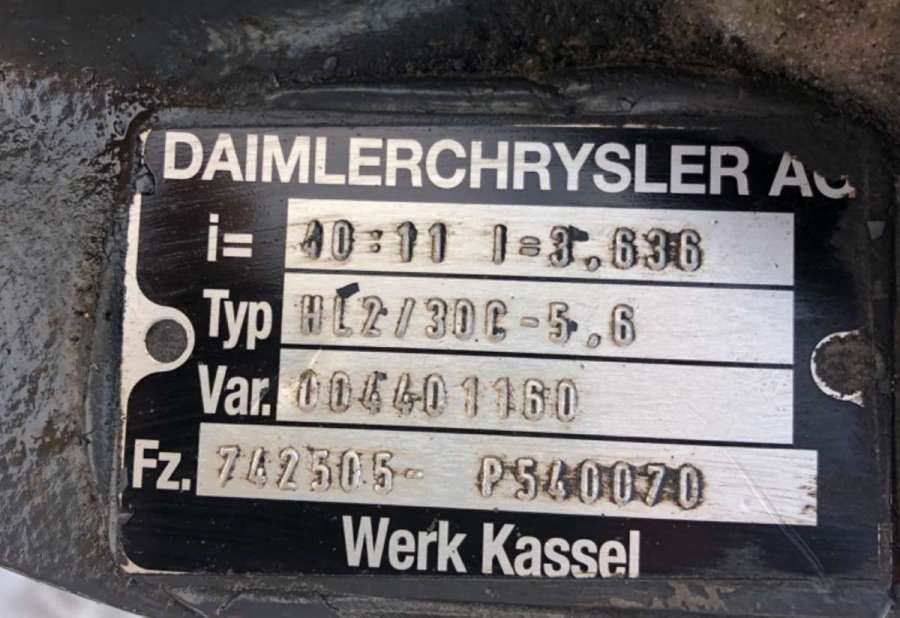 DAIMLERCHRYSLER AG
i= 40:11 I=3,636
Typ HL2/30C-5,6
Var. 004401160
Fz. 742505- P540070
Werk Kassel